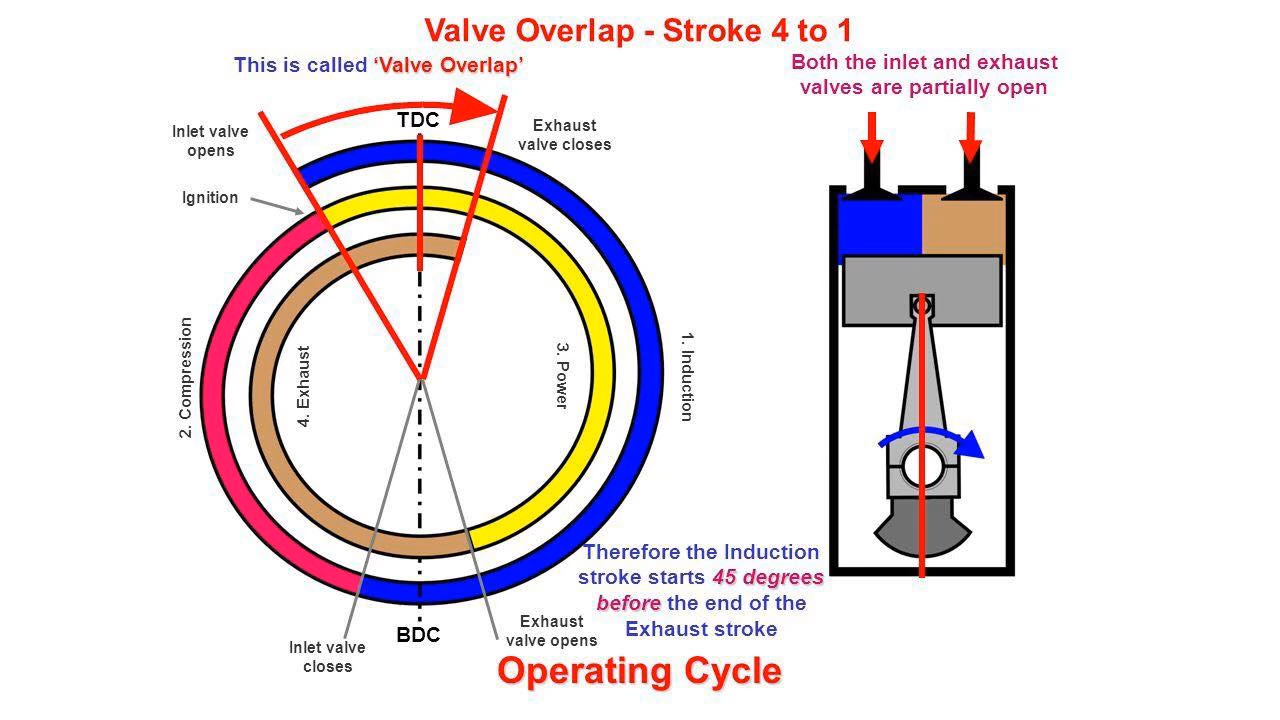 Valve Overlap - Stroke 4 to 1
This is called ‘Valve Overlap’
Both the inlet and exhaust
valves are partially open
TDC
Inlet valve
opens
Exhaust
valve closes
Ignition
2. Compression
4. Exhaust
3. Power
1. Induction
Therefore the Induction
stroke starts 45 degrees
before the end of the
Exhaust stroke
BDC
Inlet valve
closes
Exhaust
valve opens
Operating Cycle